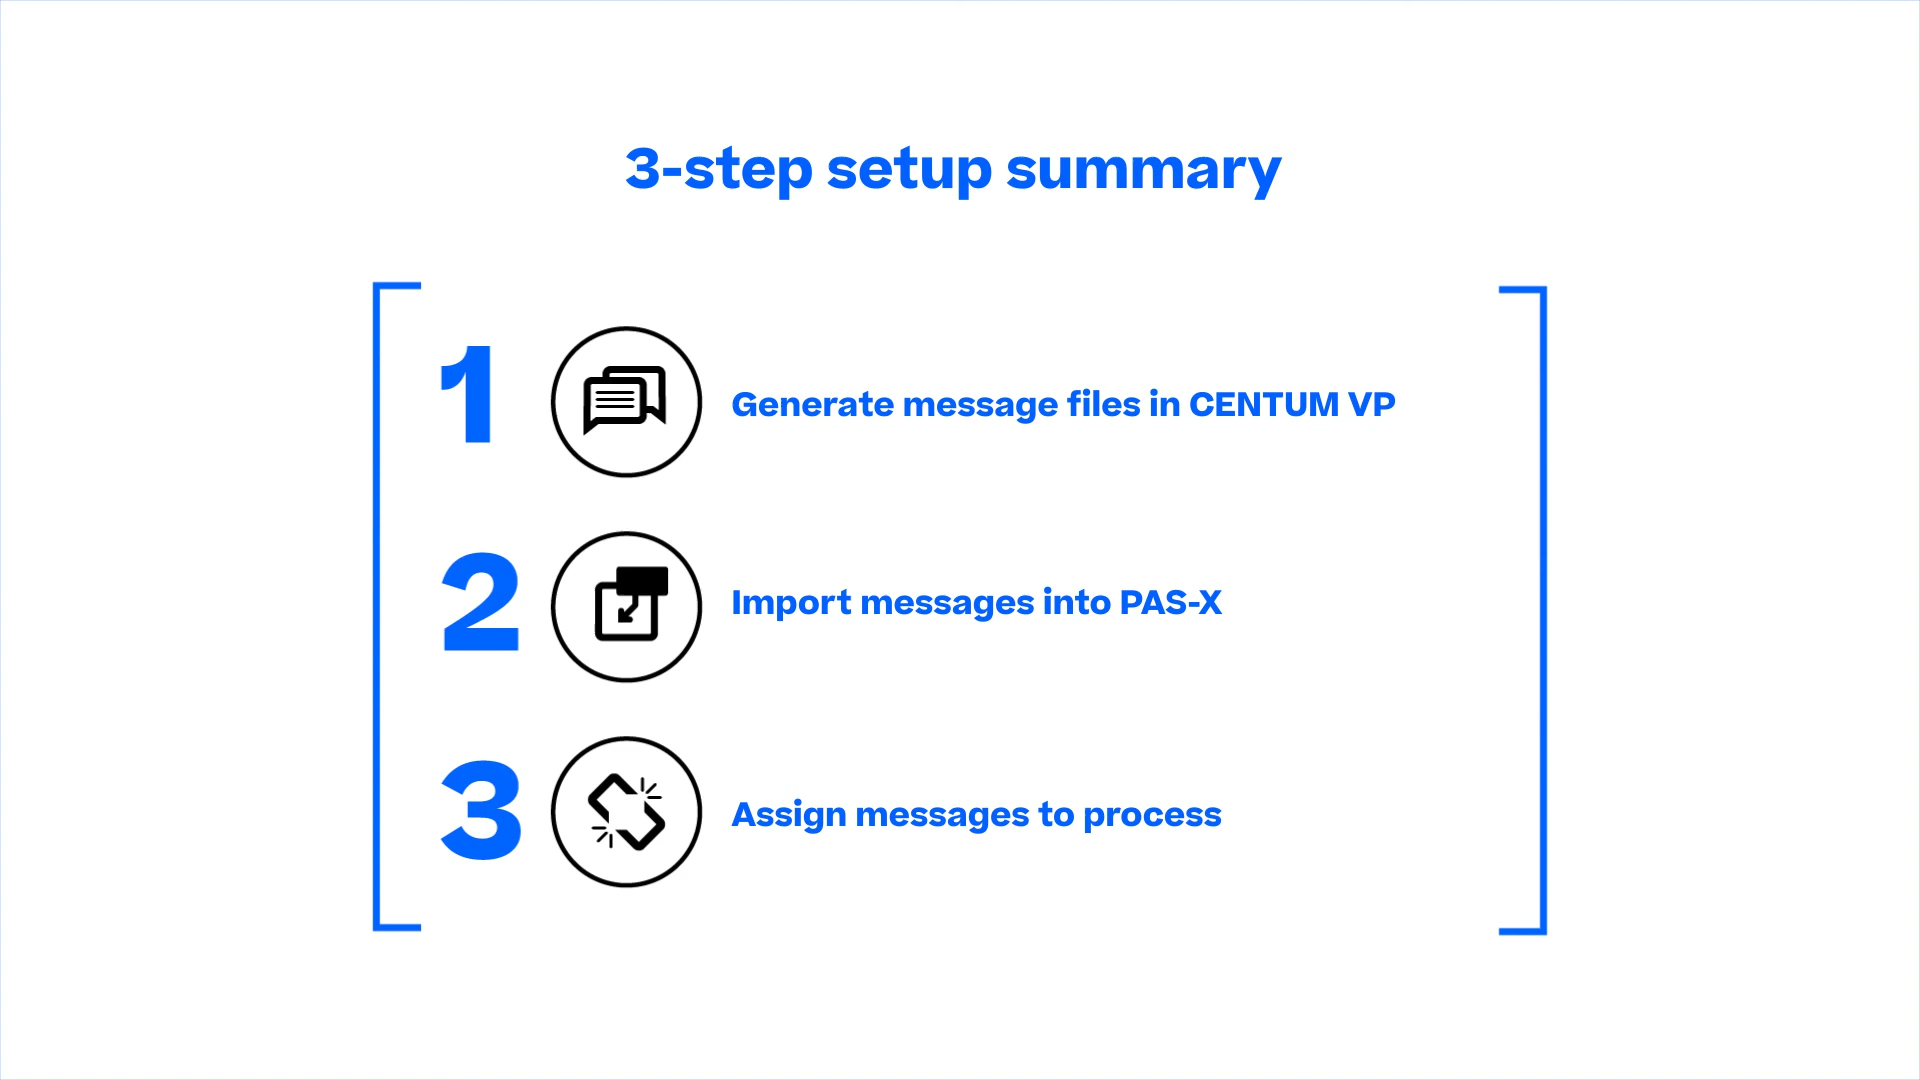 3-step setup summary
1
Generate message files in CENTUM VP
2
Import messages into PAS-X
3
Assign messages to process